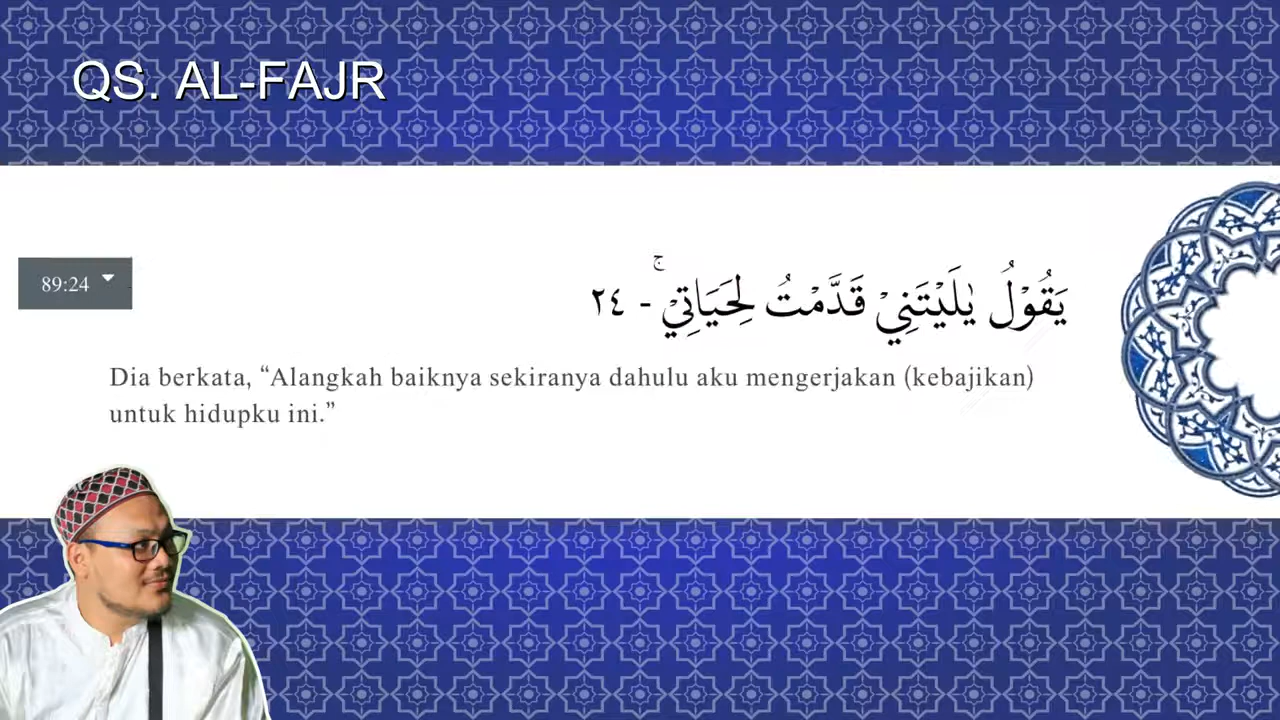 QS. AL-FAJR
89:24
يَقُوْلُ يٰلَيْتَنِيْ قَدَّمْتُ لِحَيَاتِيْۚ - ٢٤
Dia berkata, “Alangkah baiknya sekiranya dahulu aku mengerjakan (kebajikan)
untuk hidupku ini.”